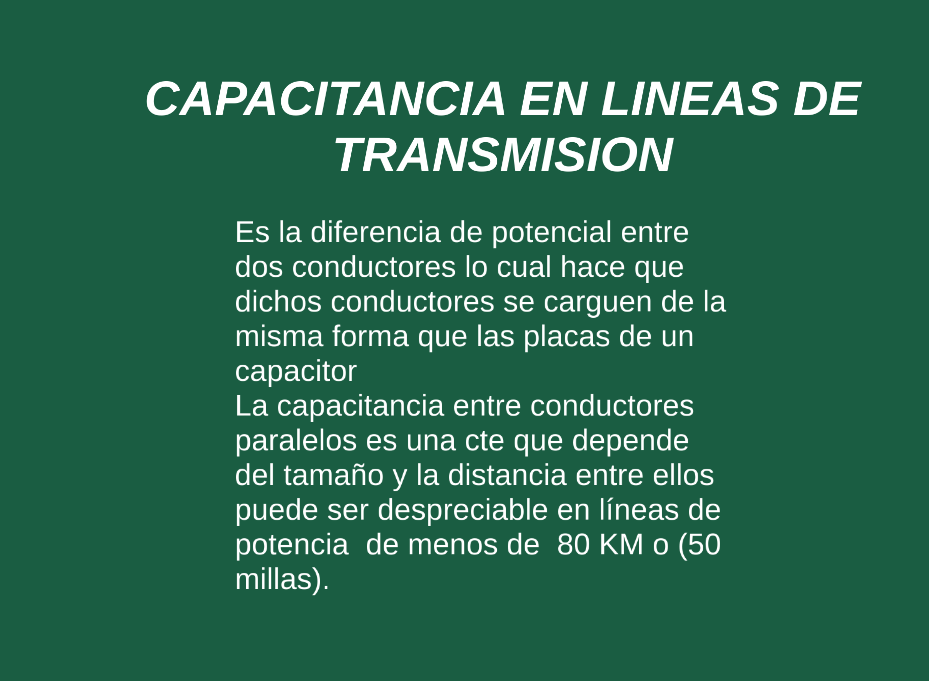 CAPACITANCIA EN LINEAS DE
TRANSMISION
Es la diferencia de potencial entre
dos conductores lo cual hace que
dichos conductores se carguen de la
misma forma que las placas de un
capacitor
La capacitancia entre conductores
paralelos es una cte que depende
del tamaño y la distancia entre ellos
puede ser despreciable en líneas de
potencia  de menos de  80 KM o (50
millas).